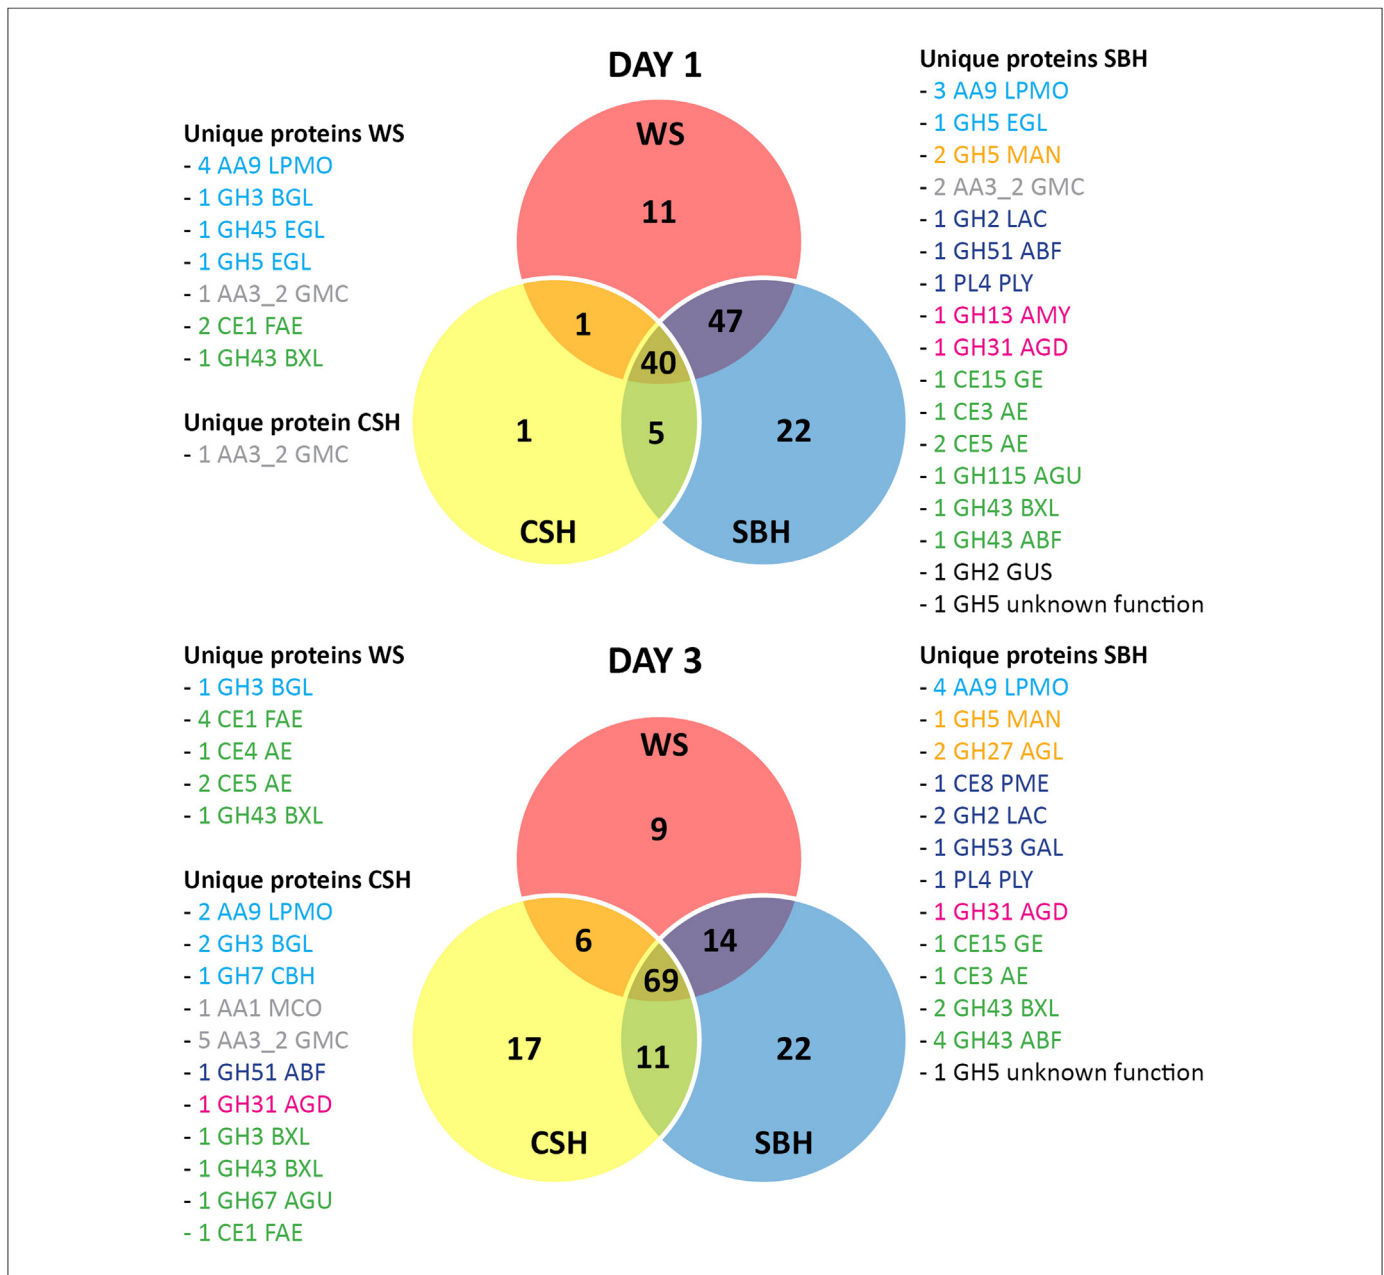 DAY 1
Unique proteins WS
- 4 AA9 LPMO
- 1 GH3 BGL
- 1 GH45 EGL
- 1 GH5 EGL
- 1 AA3_2 GMC
- 2 CE1 FAE
- 1 GH43 BXL
Unique protein CSH
- 1 AA3_2 GMC
WS
11
1
47
40
1
5
22
CSH
SBH
Unique proteins SBH
- 3 AA9 LPMO
- 1 GH5 EGL
- 2 GH5 MAN
- 2 AA3_2 GMC
- 1 GH2 LAC
- 1 GH51 ABF
- 1 PL4 PLY
- 1 GH13 AMY
- 1 GH31 AGD
- 1 CE15 GE
- 1 CE3 AE
- 2 CE5 AE
- 1 GH115 AGU
- 1 GH43 BXL
- 1 GH43 ABF
- 1 GH2 GUS
- 1 GH5 unknown function
DAY 3
Unique proteins WS
- 1 GH3 BGL
- 4 CE1 FAE
- 1 CE4 AE
- 2 CE5 AE
- 1 GH43 BXL
Unique proteins CSH
- 2 AA9 LPMO
- 2 GH3 BGL
- 1 GH7 CBH
- 1 AA1 MCO
- 5 AA3_2 GMC
- 1 GH51 ABF
- 1 GH31 AGD
- 1 GH3 BXL
- 1 GH43 BXL
- 1 GH67 AGU
- 1 CE1 FAE
WS
9
6
14
69
17
11
22
CSH
SBH
Unique proteins SBH
- 4 AA9 LPMO
- 1 GH5 MAN
- 2 GH27 AGL
- 1 CE8 PME
- 2 GH2 LAC
- 1 GH53 GAL
- 1 PL4 PLY
- 1 GH31 AGD
- 1 CE15 GE
- 1 CE3 AE
- 2 GH43 BXL
- 4 GH43 ABF
- 1 GH5 unknown function